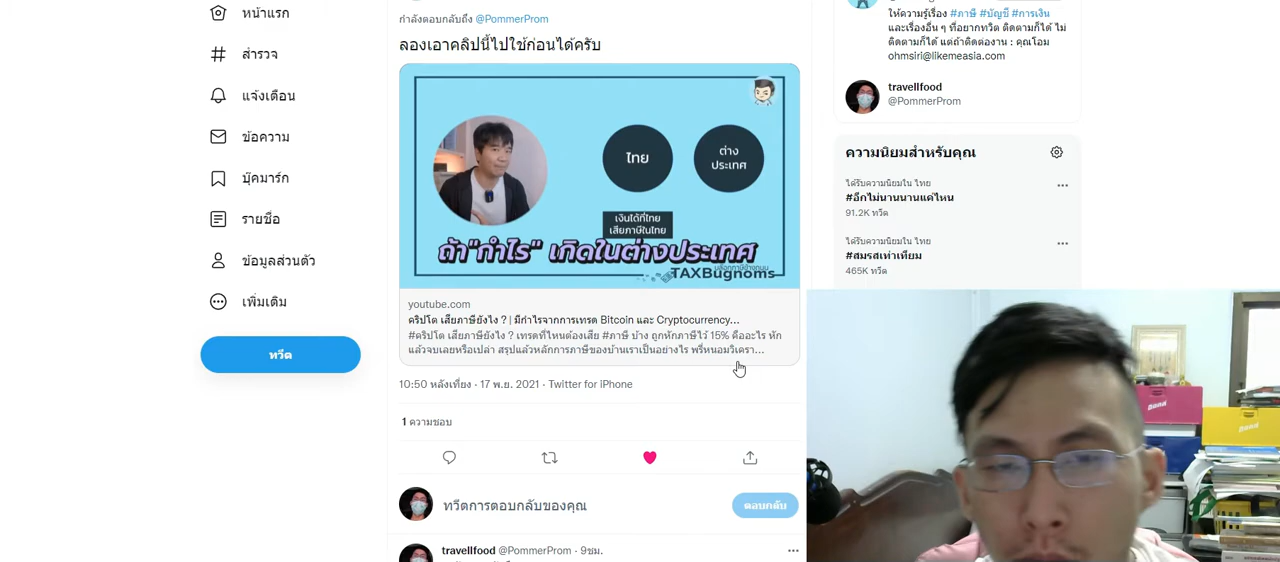 หน้าแรก
สำรวจ
แจ้งเตือน
ข้อความ
บุ๊คมาร์ก
รายชื่อ
ข้อมูลส่วนตัว
เพิ่มเติม
ทวีต
กำลังตอบกลับถึง @PommerProm
ลองเอาคลิปนี้ไปใช้ก่อนได้ครับ
ไทย
ต่าง
ประเทศ
เงินได้ที่ไทย
เสียภาษีในไทย
ถ้า"กำไร" เกิดในต่างประเทศ
TAXBugnoms
youtube.com
คริปโต เสียภาษียังไง ? | มีกำไรจากการเทรด Bitcoin และ Cryptocurrency...
#คริปโต เสียภาษียังไง ? เทรดที่ไหนต้องเสีย #ภาษี บ้าง ถูกหักภาษีไว้ 15% คืออะไร หัก
แล้วจบเลยหรือเปล่า สรุปแล้วหลักการภาษีของบ้านเราเป็นอย่างไร พรี่หนอมวิเครา...
10:50 หลังเที่ยง · 17 พ.ย. 2021 · Twitter for iPhone
1 ความชอบ
ทวีตการตอบกลับของคุณ
ตอบกลับ
travellfood @PommerProm · 9ชม.
ให้ความรู้เรื่อง #ภาษี #บัญชี #การเงิน
และเรื่องอื่น ๆ ที่อยากทวิต ติดตามก็ได้ ไม่
ติดตามก็ได้ แต่ถ้าติดต่องาน : คุณโอม
ohmsiri@likemeasia.com
travellfood
@PommerProm
ความนิยมสำหรับคุณ
ได้รับความนิยมใน ไทย
#อีกไม่นานนานแค่ไหน
91.2K ทวีต
ได้รับความนิยมใน ไทย
#สมรสเท่าเทียม
465K ทวีต